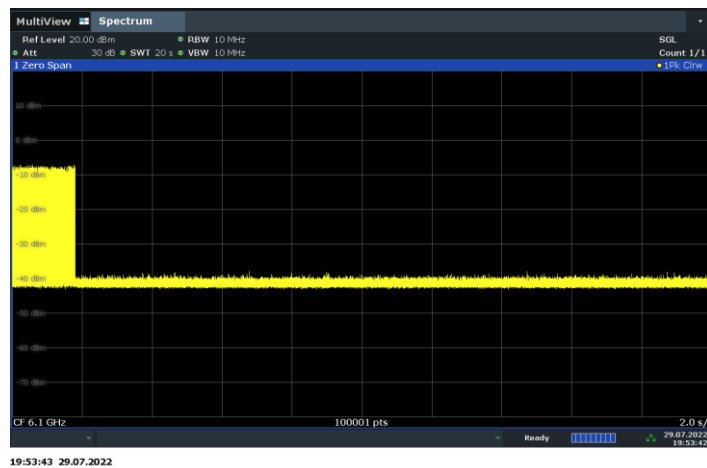 MultiView Spectrum
Ref Level 20.00 dBm RBW 10 MHz SGL
Att 30 dB SWT 20 s VBW 10 MHz Count 1/1
1 Zero Span 1Pk Clrw
10 dBm
0 dBm
-10 dBm
-20 dBm
-30 dBm
-40 dBm
-50 dBm
-60 dBm
-70 dBm
CF 6.1 GHz 100001 pts 2.0 s/
Ready 29.07.2022
19:53:42
19:53:43 29.07.2022